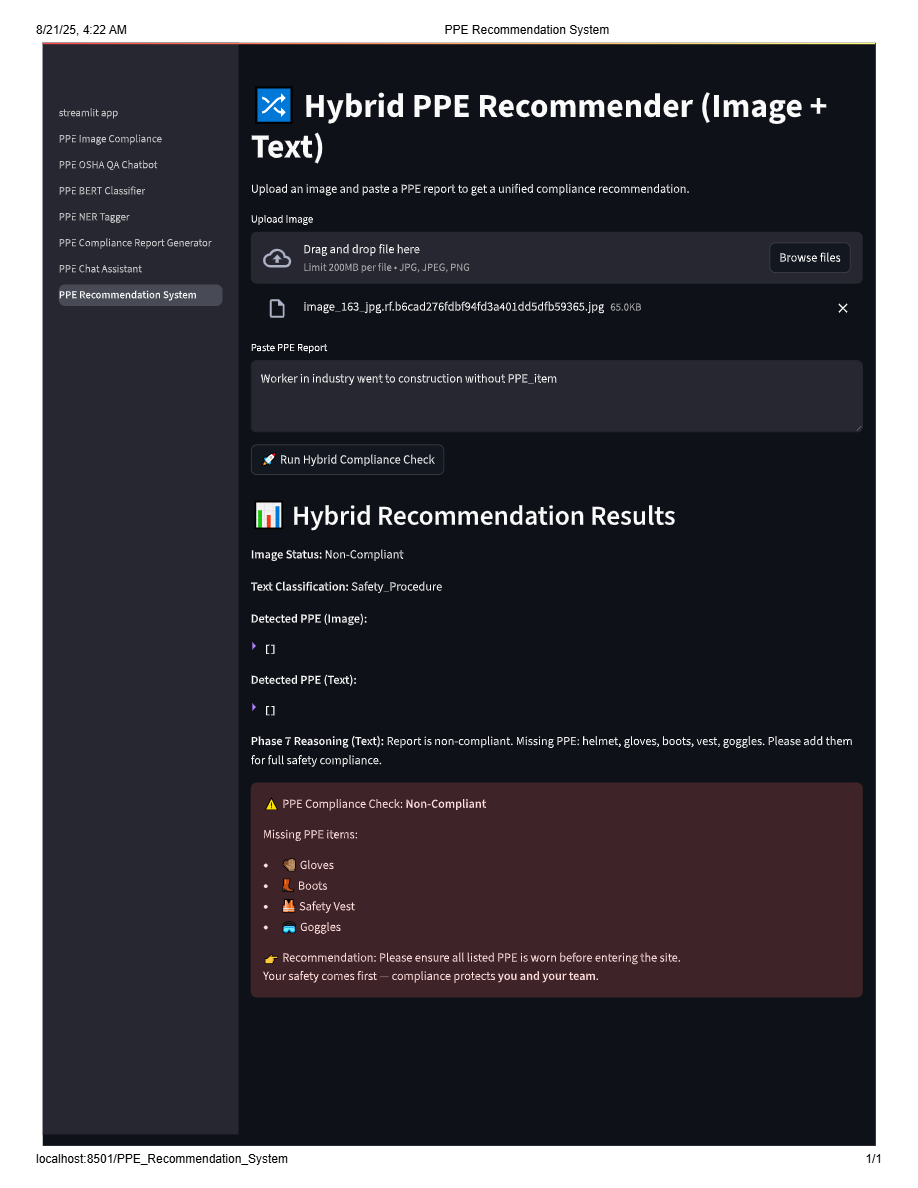 8/21/25, 4:22 AM PPE Recommendation System
streamlit app
PPE Image Compliance
PPE OSHA QA Chatbot
PPE BERT Classifier
PPE NER Tagger
PPE Compliance Report Generator
PPE Chat Assistant
PPE Recommendation System
🔀 Hybrid PPE Recommender (Image +
Text)
Upload an image and paste a PPE report to get a unified compliance recommendation.
Upload Image
Drag and drop file here
Limit 200MB per file • JPG, JPEG, PNG
Browse files
image_163_jpg.rf.b6cad276fdbf94fd3a401dd5dfb59365.jpg 65.0KB
Paste PPE Report
Worker in industry went to construction without PPE_item
🚀 Run Hybrid Compliance Check
📊 Hybrid Recommendation Results
Image Status: Non-Compliant
Text Classification: Safety_Procedure
Detected PPE (Image):
[]
Detected PPE (Text):
[]
Phase 7 Reasoning (Text): Report is non-compliant. Missing PPE: helmet, gloves, boots, vest, goggles. Please add them
for full safety compliance.
⚠️ PPE Compliance Check: Non-Compliant
Missing PPE items:
• 🧤 Gloves
• 👢 Boots
• 🦺 Safety Vest
• 🥽 Goggles
👉 Recommendation: Please ensure all listed PPE is worn before entering the site.
Your safety comes first — compliance protects you and your team.
localhost:8501/PPE_Recommendation_System 1/1